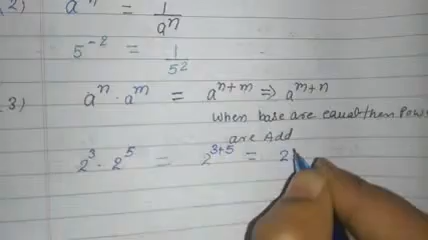 2) aⁿ = 1/aⁿ
5⁻² = 1/5²
3) aⁿ · aᵐ = aⁿ⁺ᵐ ⇒ aᵐ⁺ⁿ
When base are equal then Pow
are Add
2³ · 2⁵ = 2³⁺⁵ = 2